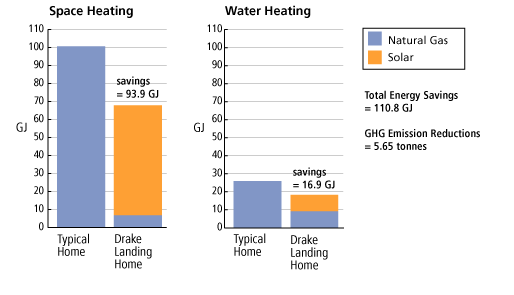 Space Heating
110
100
90
80
70
60
50
40
30
20
10
0
GJ
savings
= 93.9 GJ
Typical
Home
Drake
Landing
Home
Water Heating
110
100
90
80
70
60
50
40
30
20
10
0
GJ
savings
= 16.9 GJ
Typical
Home
Drake
Landing
Home
Natural Gas
Solar
Total Energy Savings
= 110.8 GJ
GHG Emission Reductions
= 5.65 tonnes